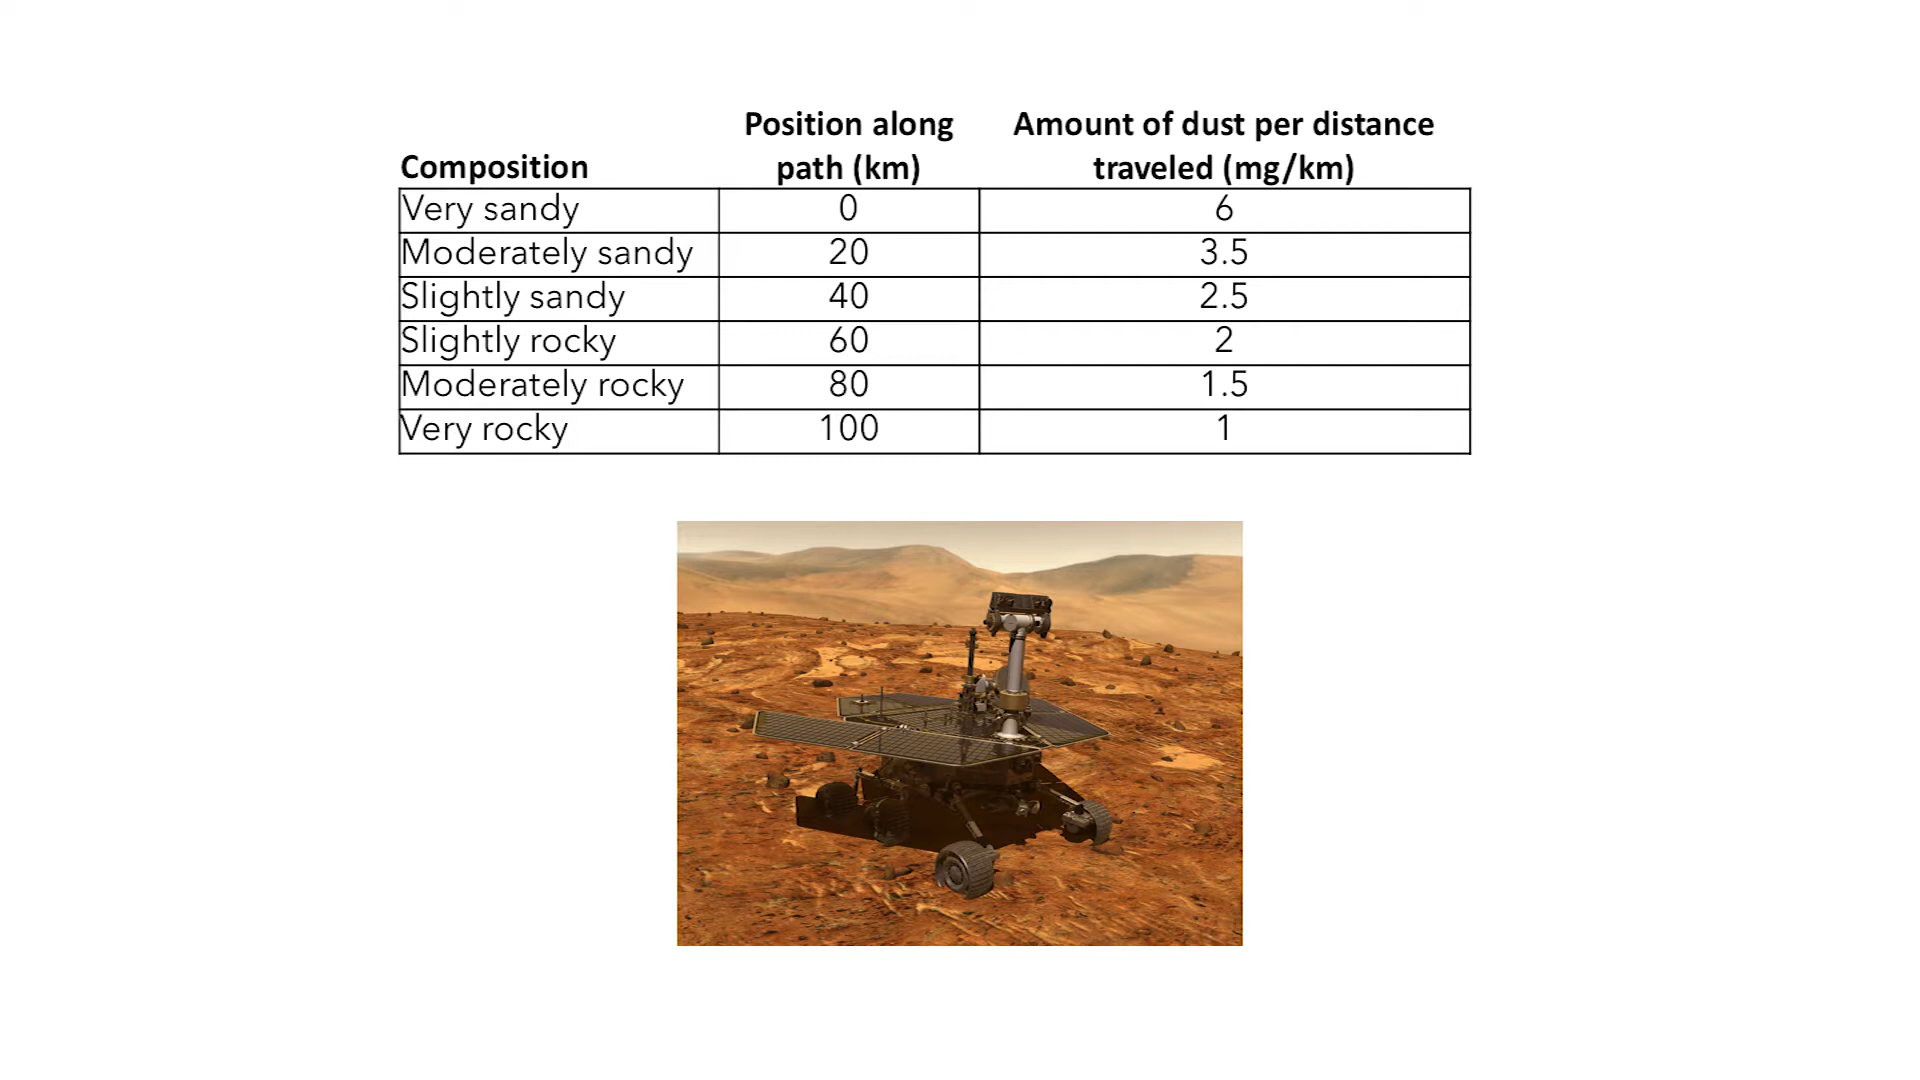 Composition Position along path (km) Amount of dust per distance traveled (mg/km)
Very sandy 0 6
Moderately sandy 20 3.5
Slightly sandy 40 2.5
Slightly rocky 60 2
Moderately rocky 80 1.5
Very rocky 100 1